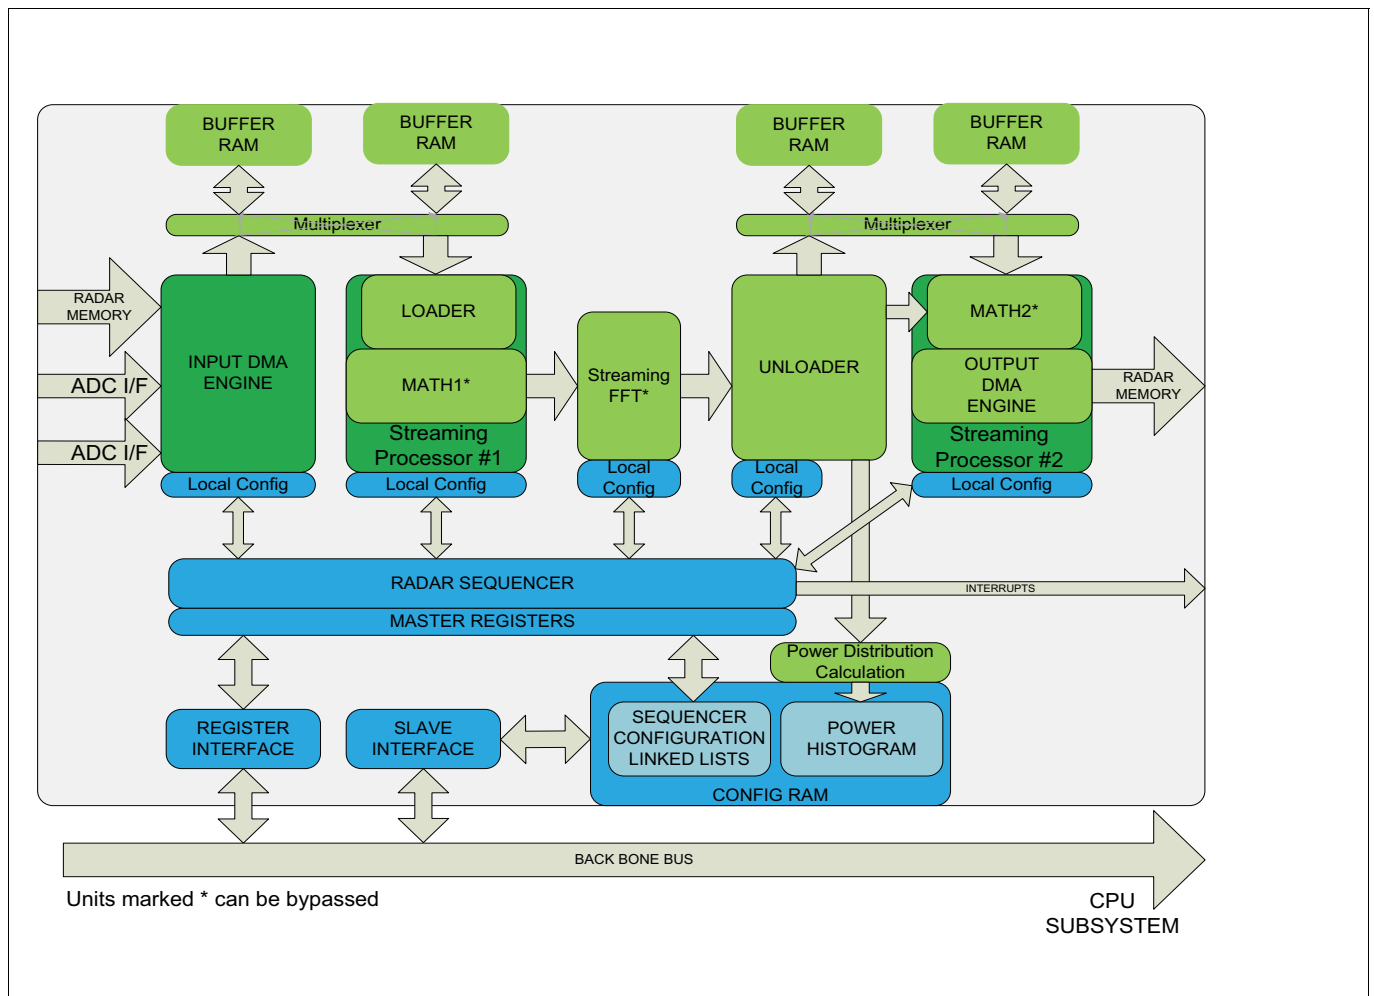 BUFFER
RAM
BUFFER
RAM
BUFFER
RAM
BUFFER
RAM
Multiplexer
Multiplexer
RADAR
MEMORY
ADC I/F
ADC I/F
INPUT DMA
ENGINE
Local Config
LOADER
MATH1*
Streaming
Processor #1
Local Config
Streaming
FFT*
Local
Config
UNLOADER
Local
Config
MATH2*
OUTPUT
DMA
ENGINE
Streaming
Processor #2
Local Config
RADAR
MEMORY
RADAR SEQUENCER
MASTER REGISTERS
INTERRUPTS
Power Distribution
Calculation
REGISTER
INTERFACE
SLAVE
INTERFACE
SEQUENCER
CONFIGURATION
LINKED LISTS
POWER
HISTOGRAM
CONFIG RAM
BACK BONE BUS
Units marked * can be bypassed
CPU
SUBSYSTEM